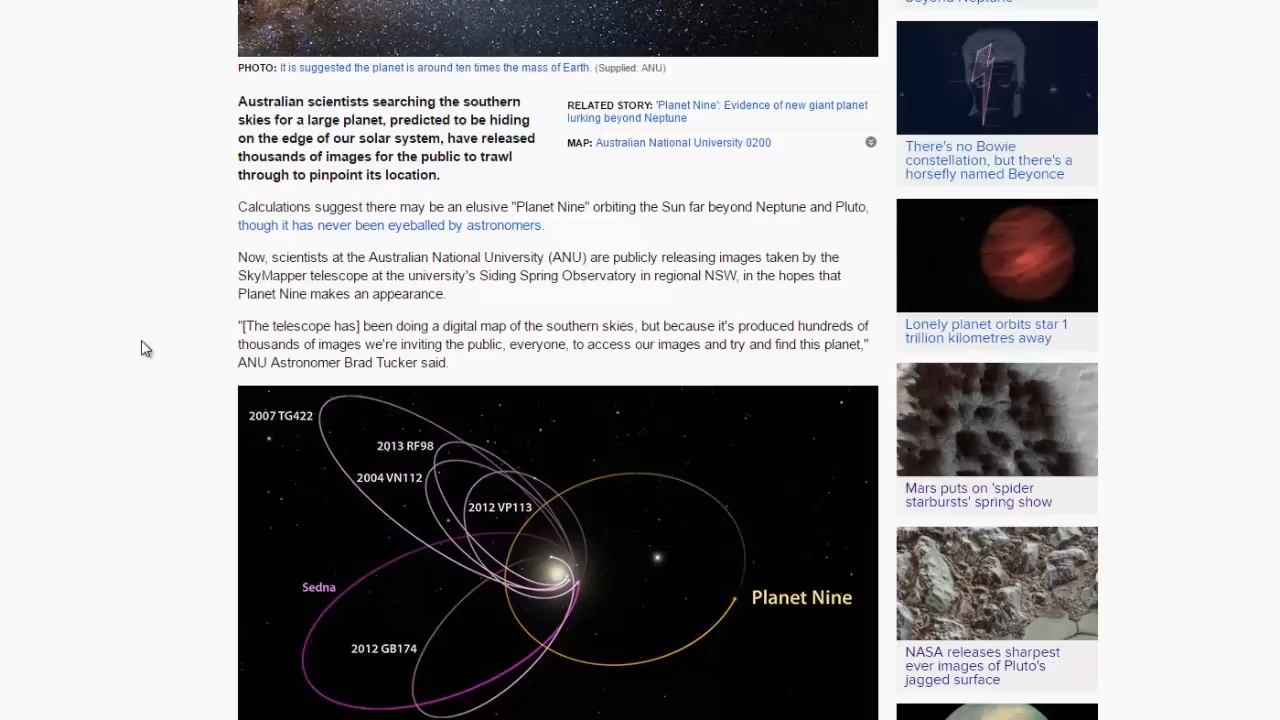 beyond Neptune
PHOTO: It is suggested the planet is around ten times the mass of Earth. (Supplied: ANU)
Australian scientists searching the southern
skies for a large planet, predicted to be hiding
on the edge of our solar system, have released
thousands of images for the public to trawl
through to pinpoint its location.
RELATED STORY: 'Planet Nine': Evidence of new giant planet
lurking beyond Neptune
MAP: Australian National University 0200
Calculations suggest there may be an elusive "Planet Nine" orbiting the Sun far beyond Neptune and Pluto,
though it has never been eyeballed by astronomers.
Now, scientists at the Australian National University (ANU) are publicly releasing images taken by the
SkyMapper telescope at the university's Siding Spring Observatory in regional NSW, in the hopes that
Planet Nine makes an appearance.
"[The telescope has] been doing a digital map of the southern skies, but because it's produced hundreds of
thousands of images we're inviting the public, everyone, to access our images and try and find this planet,"
ANU Astronomer Brad Tucker said.
2007 TG422
2013 RF98
2004 VN112
2012 VP113
Sedna
Planet Nine
2012 GB174
There's no Bowie
constellation, but there's a
horsefly named Beyonce
Lonely planet orbits star 1
trillion kilometres away
Mars puts on 'spider
starbursts' spring show
NASA releases sharpest
ever images of Pluto's
jagged surface